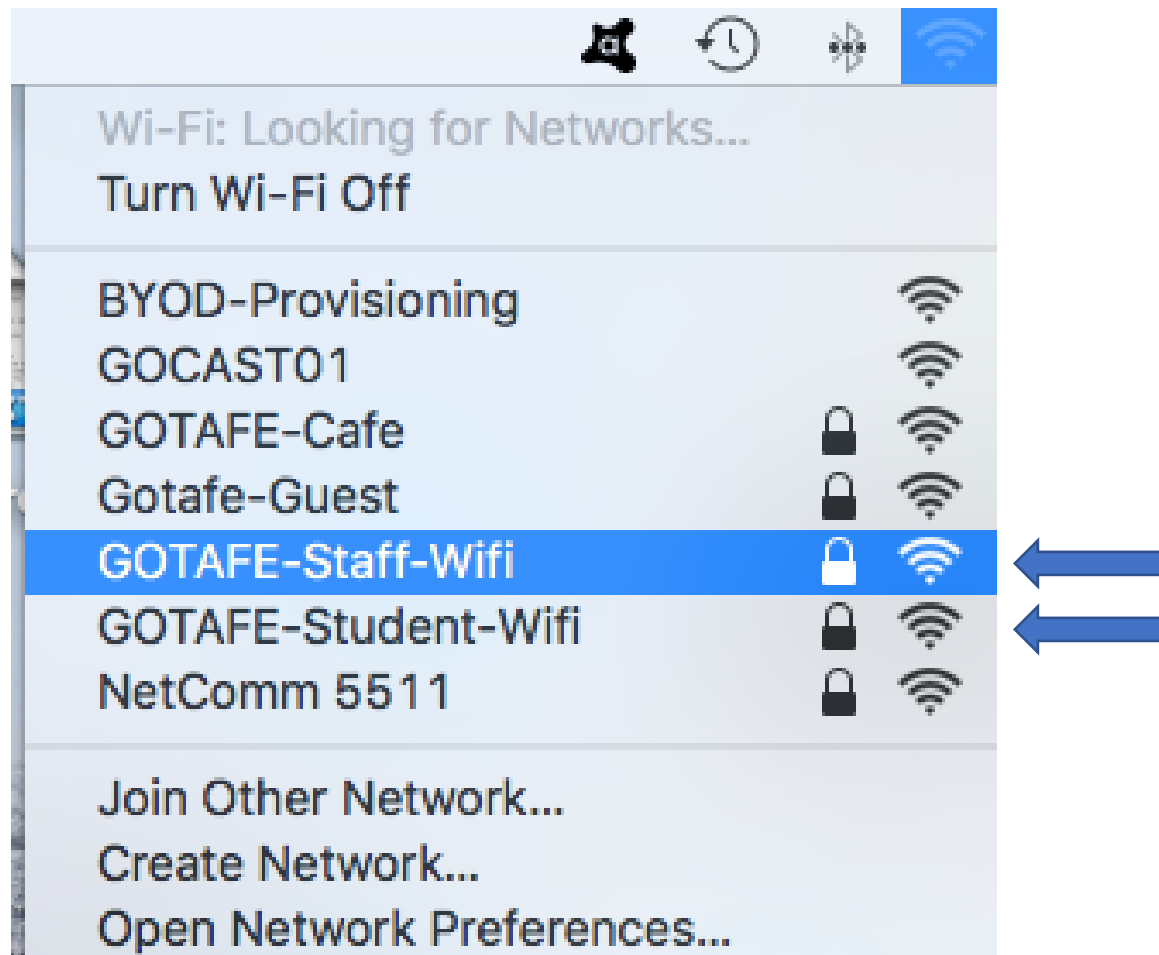 Wi-Fi: Looking for Networks...
Turn Wi-Fi Off
BYOD-Provisioning
GOCAST01
GOTAFE-Cafe
Gotafe-Guest
GOTAFE-Staff-Wifi
GOTAFE-Student-Wifi
NetComm 5511
Join Other Network...
Create Network...
Open Network Preferences...